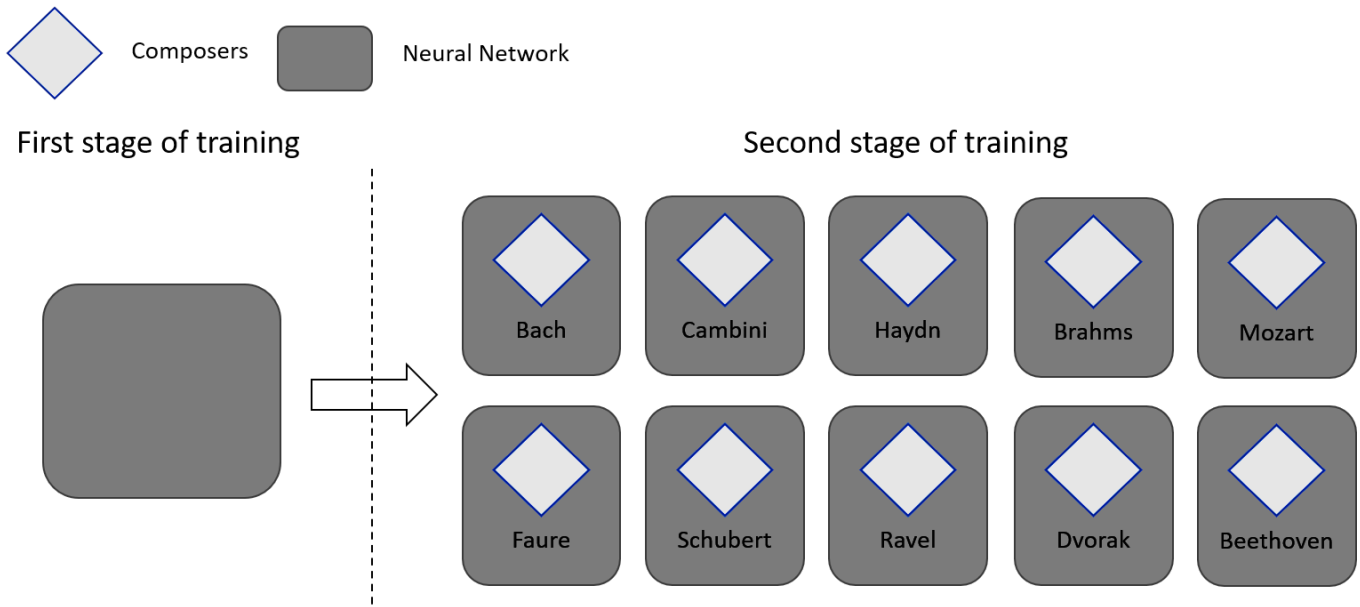 Composers
Neural Network
First stage of training
Second stage of training
Bach
Cambini
Haydn
Brahms
Mozart
Faure
Schubert
Ravel
Dvorak
Beethoven